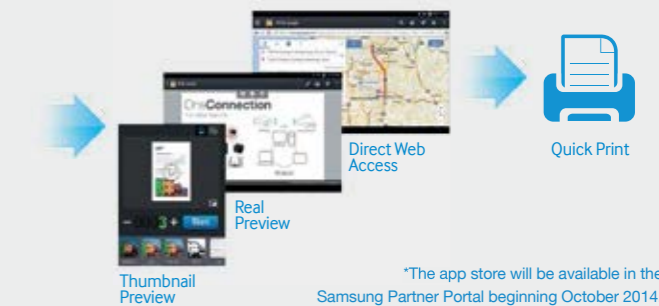 OneConnection
3
Direct Web
Access
Quick Print
Real
Preview
Thumbnail
Preview
*The app store will be available in the
Samsung Partner Portal beginning October 2014